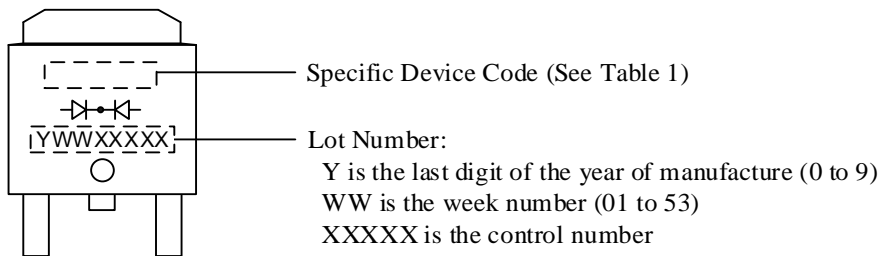 Specific Device Code (See Table 1)
YWWXXXXX
Lot Number:
Y is the last digit of the year of manufacture (0 to 9)
WW is the week number (01 to 53)
XXXXX is the control number